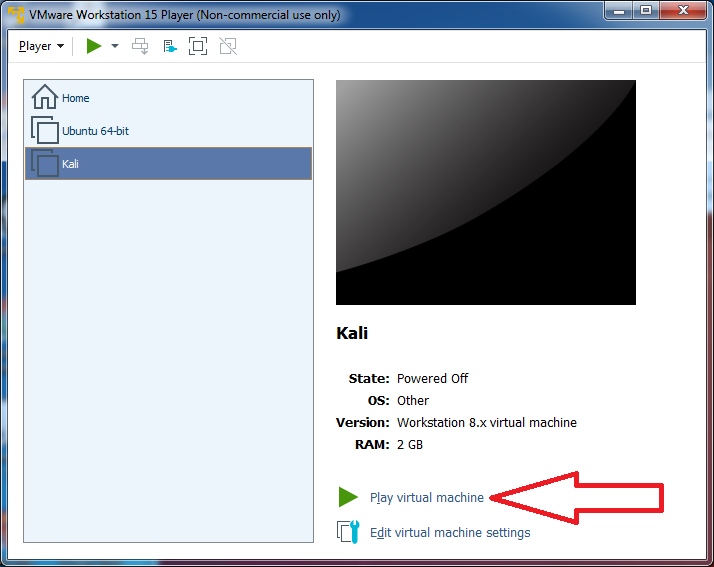 VMware Workstation 15 Player (Non-commercial use only)
Player
Home
Ubuntu 64-bit
Kali
Kali
State: Powered Off
OS: Other
Version: Workstation 8.x virtual machine
RAM: 2 GB
Play virtual machine
Edit virtual machine settings